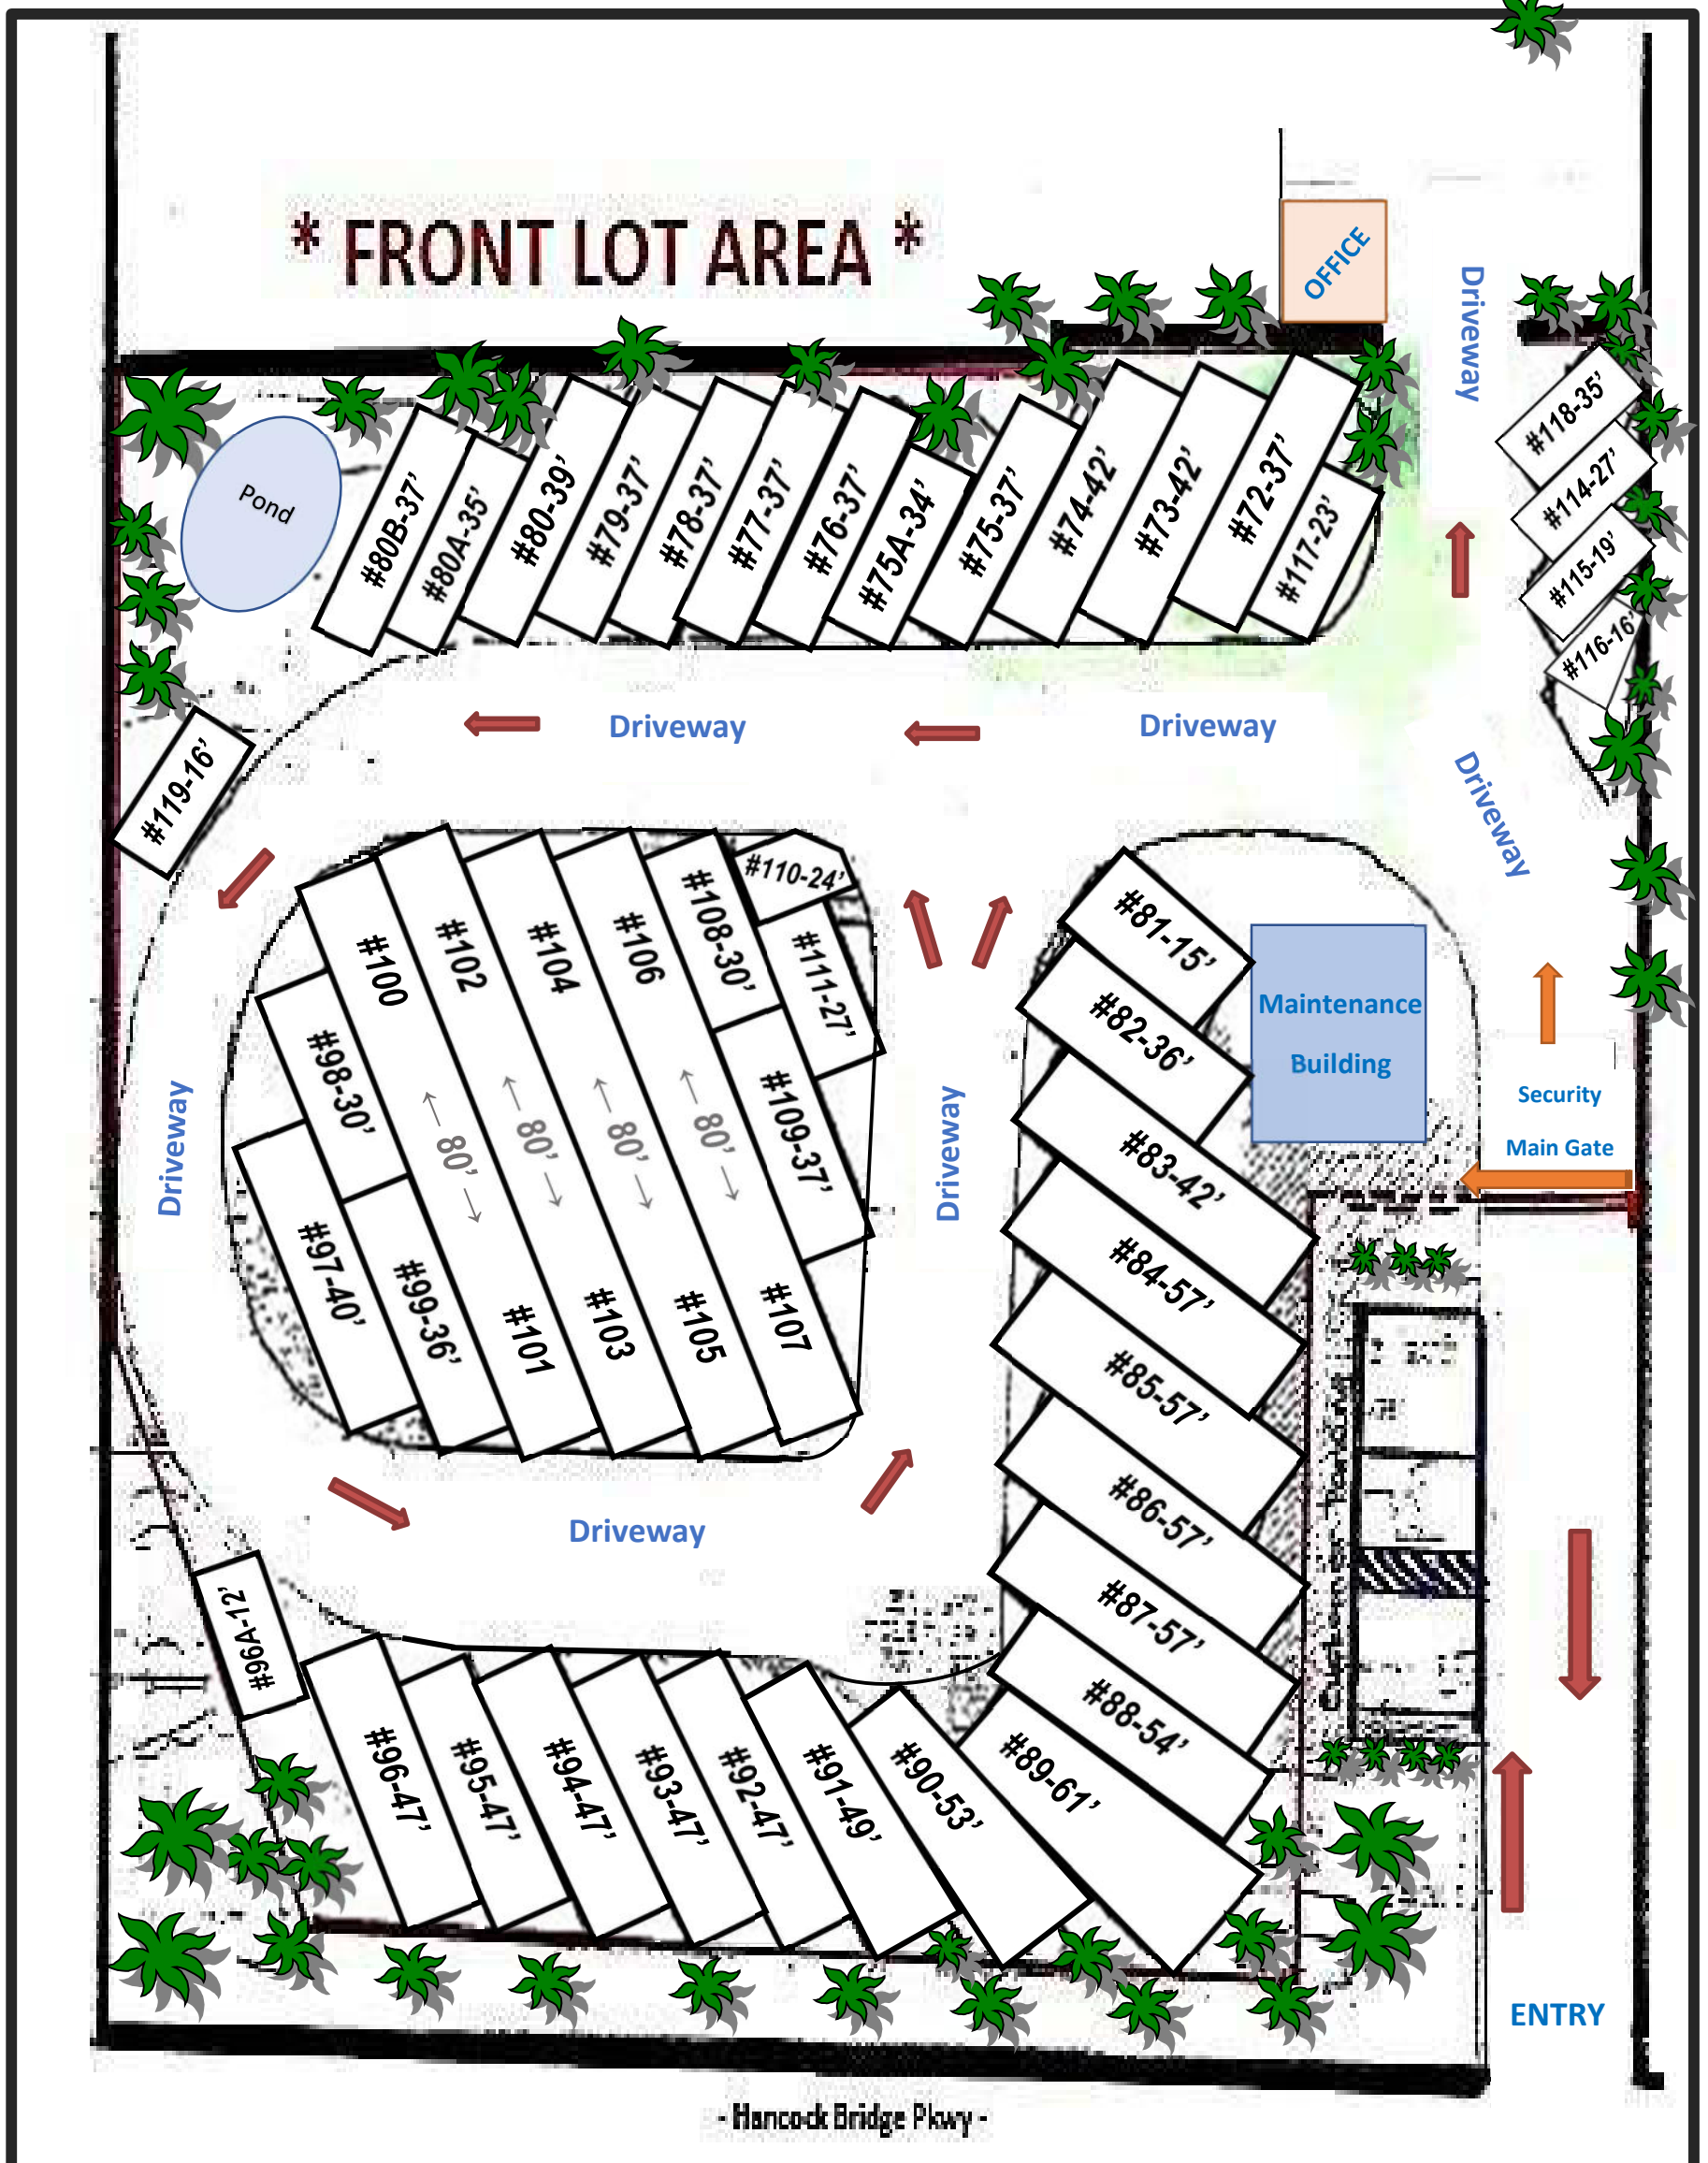 * FRONT LOT AREA *
OFFICE
Driveway
#118-35’
#114-27’
#115-19’
#116-16’
Pond
#80B-37’
#80A-35’
#80-39’
#79-37’
#78-37’
#77-37’
#76-37’
#75A-34’
#75-37’
#74-42’
#73-42’
#72-37’
#117-23’
Driveway
Driveway
Driveway
#119-16’
#100
#102
#104
#106
#108-30’
#110-24’
#111-27’
#98-30’
#109-37’
← 80’ →
← 80’ →
← 80’ →
← 80’ →
#97-40’
#99-36’
#101
#103
#105
#107
Driveway
Driveway
Driveway
#81-15’
#82-36’
#83-42’
#84-57’
#85-57’
#86-57’
#87-57’
#88-54’
#89-61’
#90-53’
#91-49’
#92-47’
#93-47’
#94-47’
#95-47’
#96-47’
#96A-12’
Maintenance
Building
Security
Main Gate
ENTRY
- Hancock Bridge Pkwy -